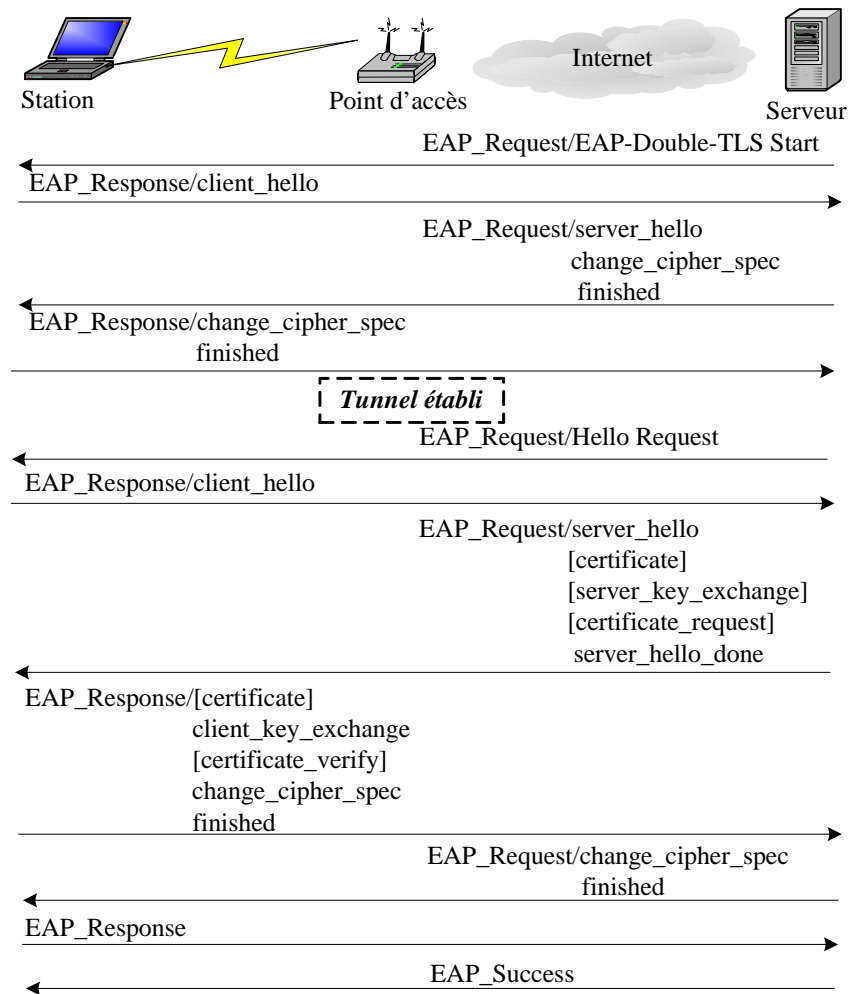 Internet
Station
Point d'accès
Serveur
EAP_Request/EAP-Double-TLS Start
EAP_Response/client_hello
EAP_Request/server_hello
change_cipher_spec
finished
EAP_Response/change_cipher_spec
finished
Tunnel établi
EAP_Request/Hello Request
EAP_Response/client_hello
EAP_Request/server_hello
[certificate]
[server_key_exchange]
[certificate_request]
server_hello_done
EAP_Response/[certificate]
client_key_exchange
[certificate_verify]
change_cipher_spec
finished
EAP_Request/change_cipher_spec
finished
EAP_Response
EAP_Success